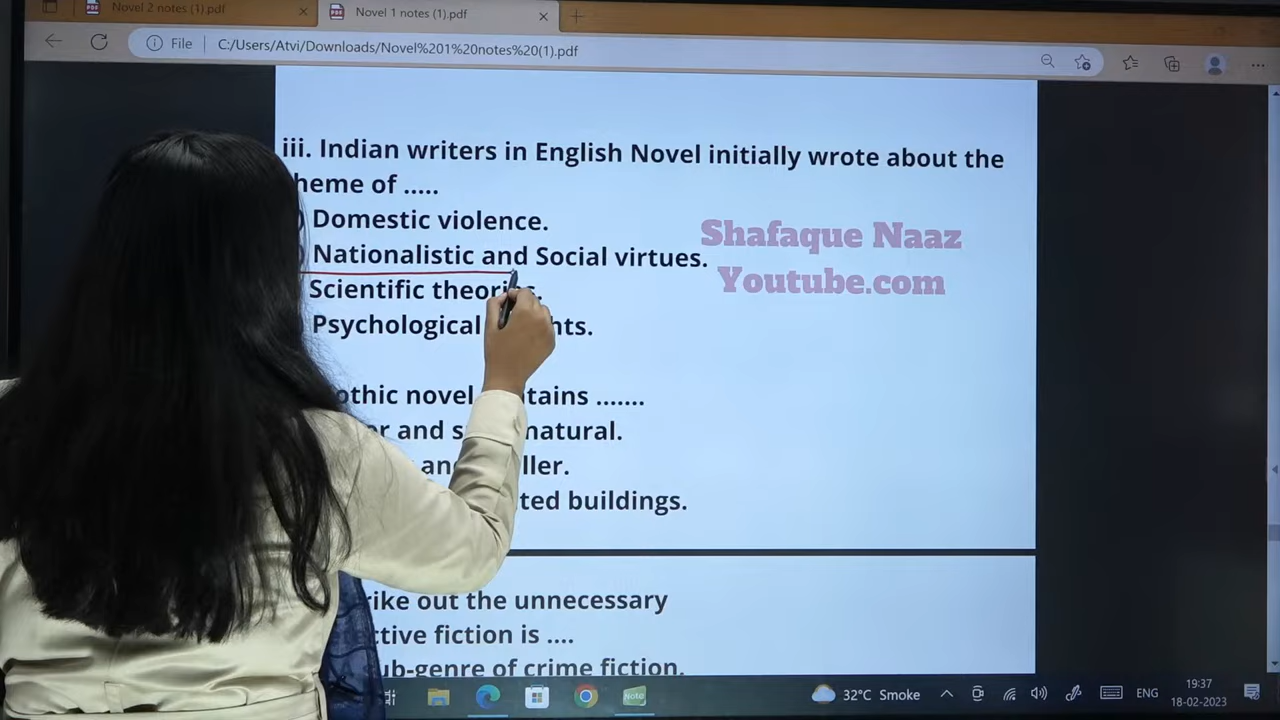 Novel 2 notes (1).pdf
Novel 1 notes (1).pdf
File
C:/Users/Atvi/Downloads/Novel%201%20notes%20(1).pdf
iii. Indian writers in English Novel initially wrote about the
heme of .....
Domestic violence.
Nationalistic and Social virtues.
Scientific theories.
Psychological
Shafaque Naaz
Youtube.com
othic novel tains .......
and natural.
an ller.
ted buildings.
rike out the unnecessary
ctive fiction is ....
sub-genre of crime fiction.
32°C Smoke
ENG
19:37
18-02-2023